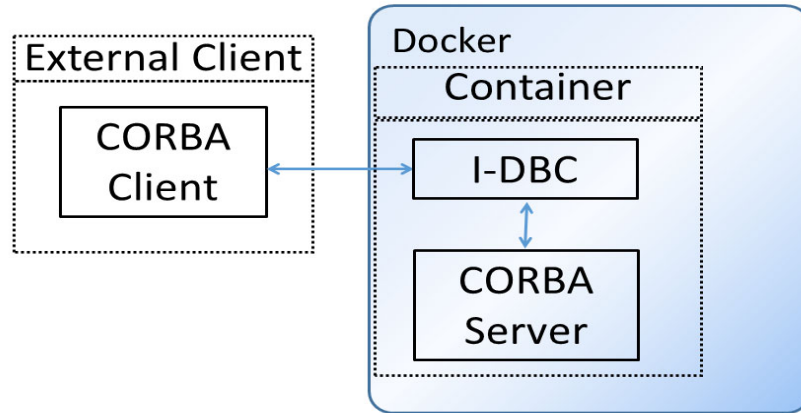 External Client
CORBA
Client
Docker
Container
I-DBC
CORBA
Server